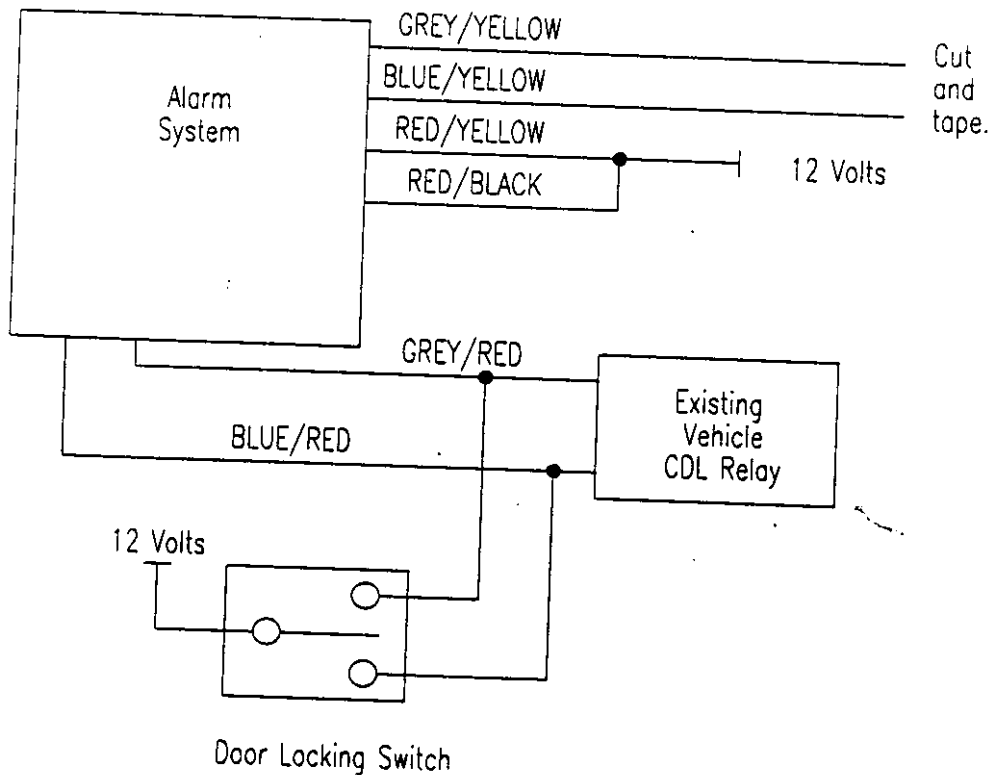 GREY/YELLOW
Cut
and
tape.
BLUE/YELLOW
Alarm
System
RED/YELLOW
12 Volts
RED/BLACK
GREY/RED
Existing
Vehicle
CDL Relay
BLUE/RED
12 Volts
Door Locking Switch